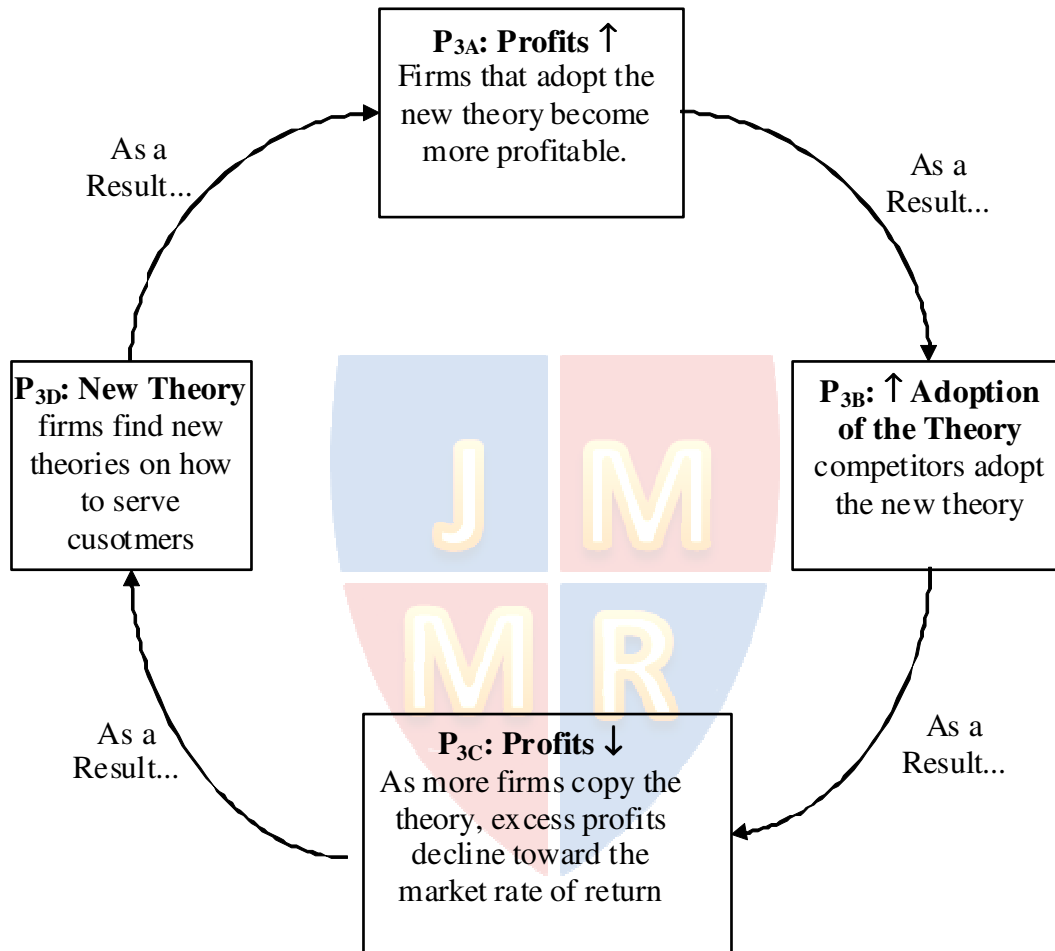 P3A: Profits ↑
Firms that adopt the
new theory become
more profitable.
As a
Result...
As a
Result...
P3D: New Theory
firms find new
theories on how
to serve
cusotmers
P3B: ↑ Adoption
of the Theory
competitors adopt
the new theory
J M
M R
As a
Result...
As a
Result...
P3C: Profits ↓
As more firms copy the
theory, excess profits
decline toward the
market rate of return